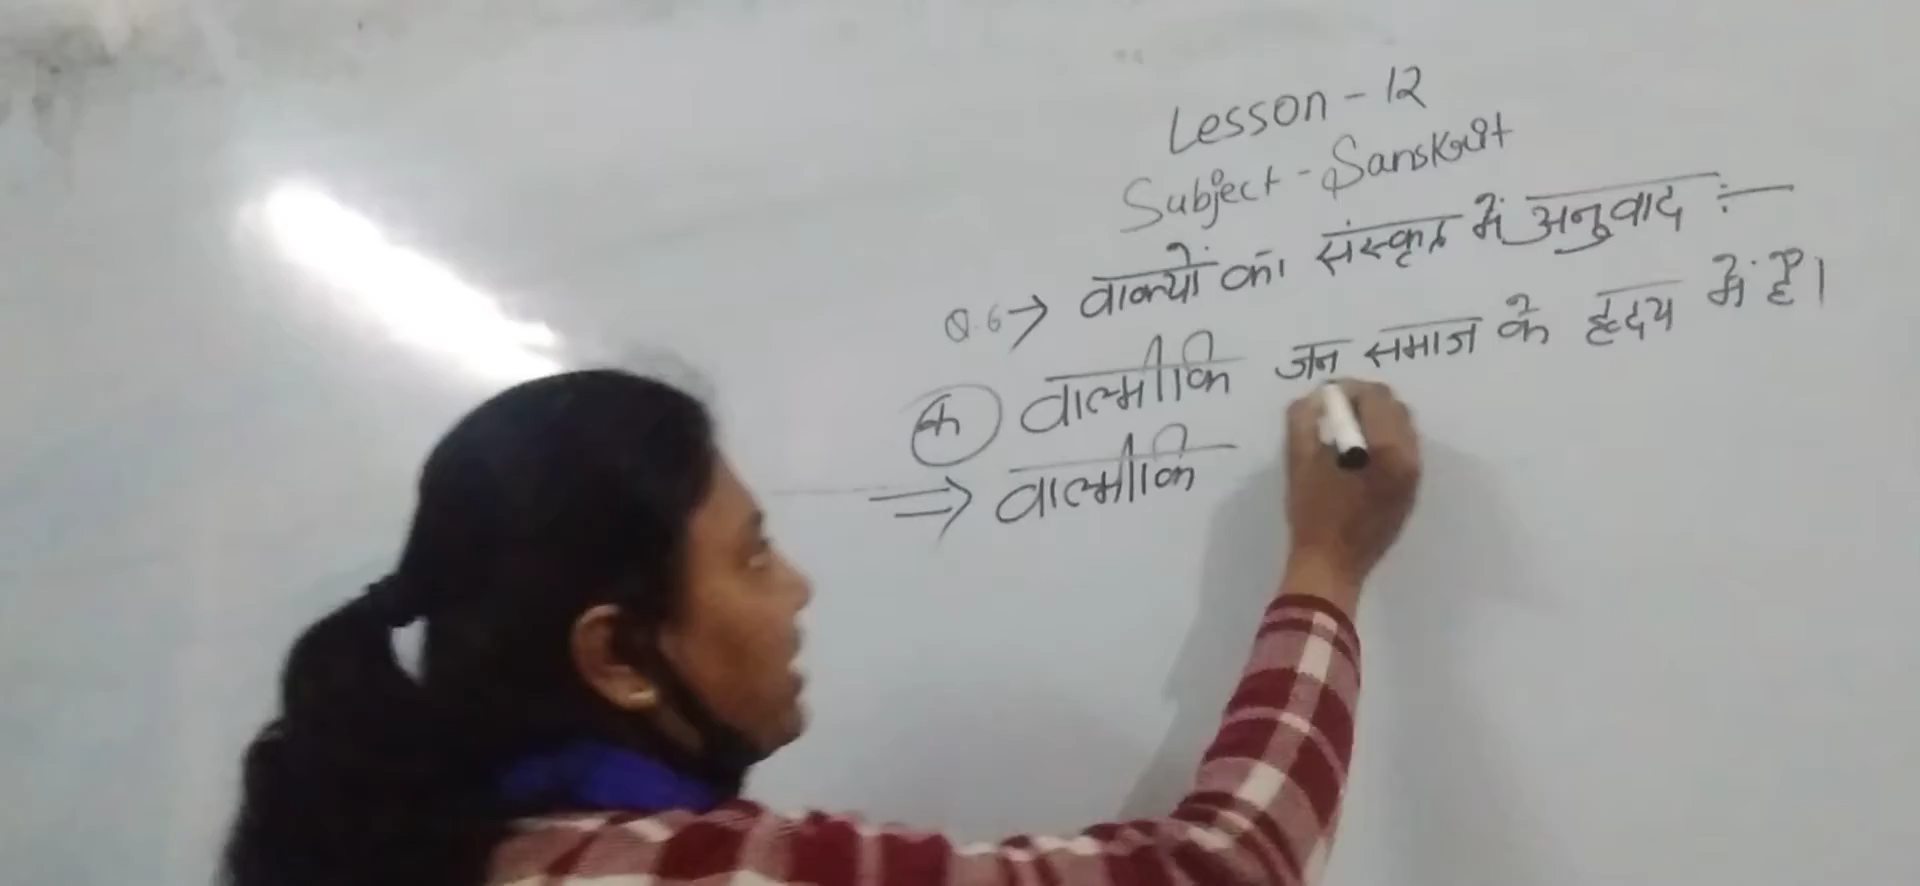 Lesson - 12
Subject - Sanskrit
Q.6 → वाक्यों का संस्कृत में अनुवाद :-
(क) वाल्मीकि जन समाज के हृदय में है।
⇒ वाल्मीकि